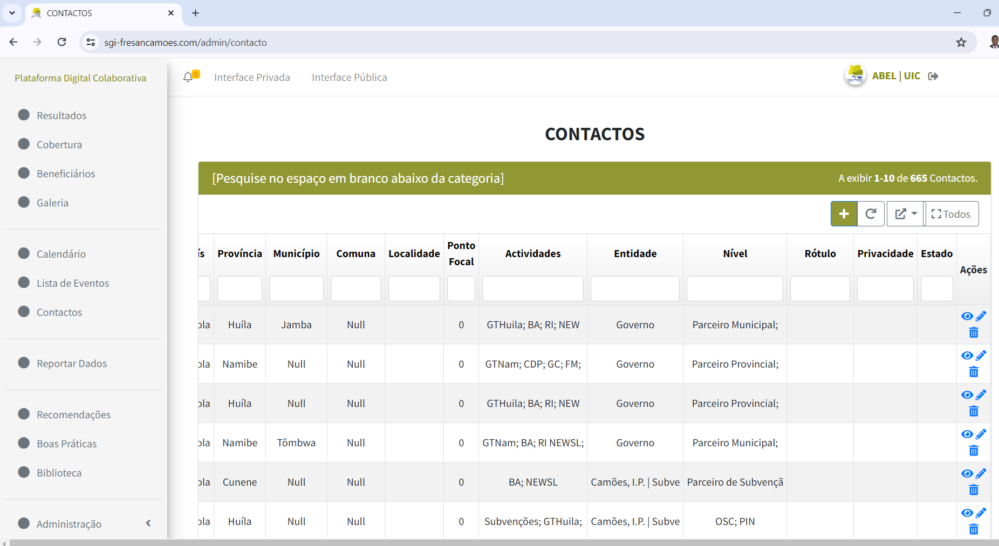 CONTACTOS
sgi-fresancamoes.com/admin/contacto
Plataforma Digital Colaborativa
0
Interface Privada
Interface Pública
ABEL | UIC
Resultados
Cobertura
Beneficiários
Galeria
Calendário
Lista de Eventos
Contactos
Reportar Dados
Recomendações
Boas Práticas
Biblioteca
Administração
CONTACTOS
[Pesquise no espaço em branco abaixo da categoria]
A exibir 1-10 de 665 Contactos.
Todos
ís Província Município Comuna Localidade Ponto Focal Actividades Entidade Nível Rótulo Privacidade Estado Ações
ola Huíla Jamba Null 0 GTHuila; BA; RI; NEW Governo Parceiro Municipal;
ola Namibe Null Null 0 GTNam; CDP; GC; FM; Governo Parceiro Provincial;
ola Huíla Null Null 0 GTHuila; BA; RI; NEW Governo Parceiro Provincial;
ola Namibe Tômbwa Null 0 GTNam; BA; RI NEWSL; Governo Parceiro Municipal;
ola Cunene Null Null 0 BA; NEWSL Camões, I.P. | Subve Parceiro de Subvençã
ola Huíla Null Null 0 Subvenções; GTHuila; Camões, I.P. | Subve OSC; PIN